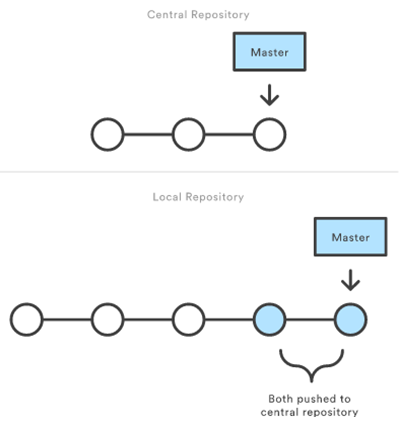 Central Repository
Master
Local Repository
Master
Both pushed to
central repository